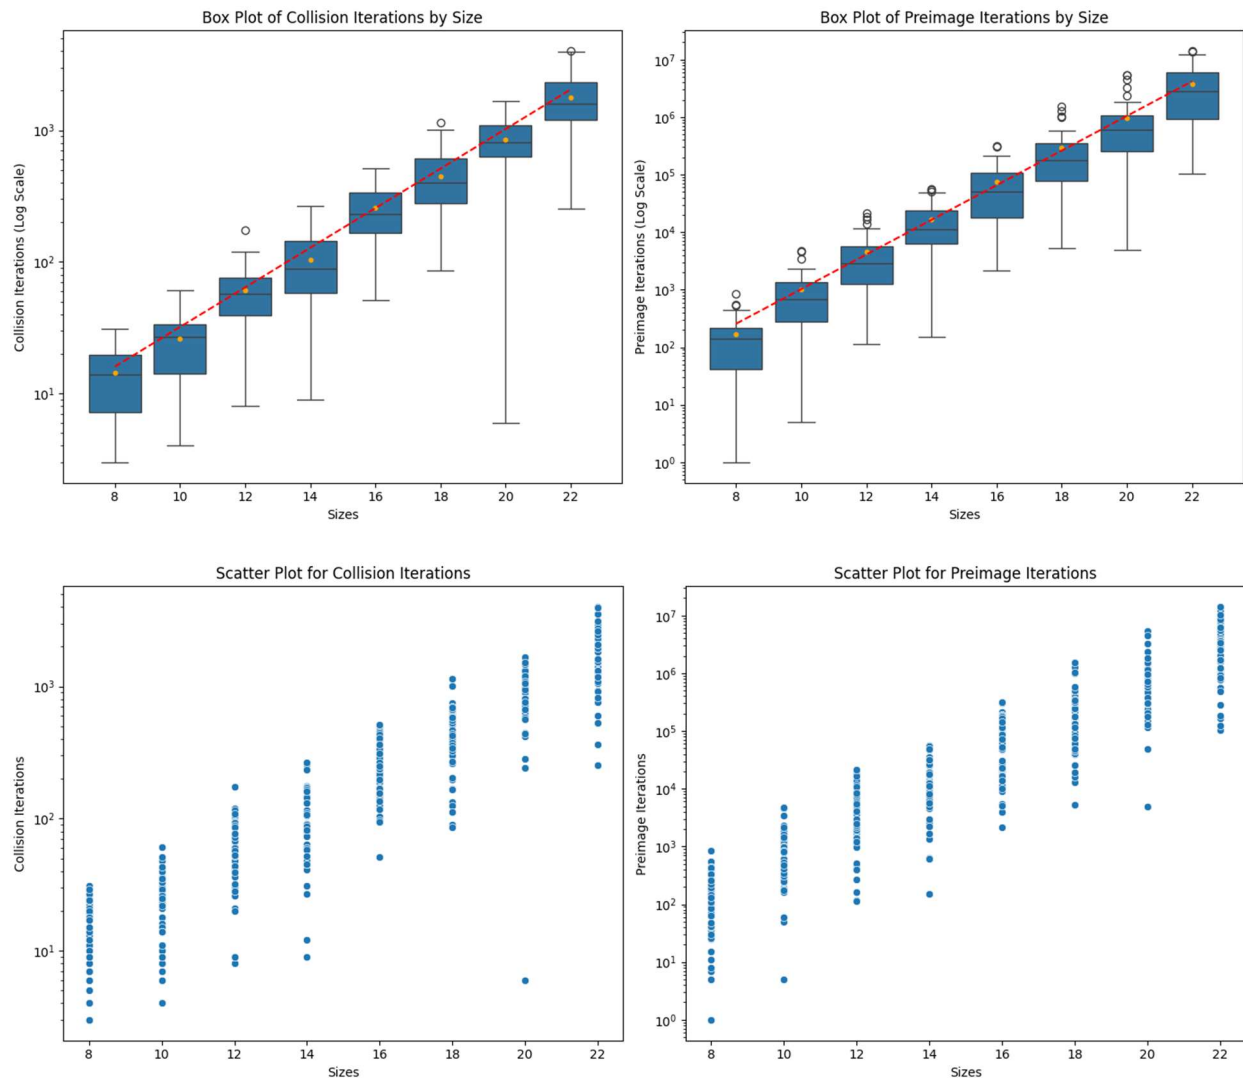 Box Plot of Collision Iterations by Size
Collision Iterations (Log Scale)
10³
10²
10¹
8 10 12 14 16 18 20 22
Sizes
Box Plot of Preimage Iterations by Size
Preimage Iterations (Log Scale)
10⁷
10⁶
10⁵
10⁴
10³
10²
10¹
10⁰
8 10 12 14 16 18 20 22
Sizes
Scatter Plot for Collision Iterations
Collision Iterations
10³
10²
10¹
8 10 12 14 16 18 20 22
Sizes
Scatter Plot for Preimage Iterations
Preimage Iterations
10⁷
10⁶
10⁵
10⁴
10³
10²
10¹
10⁰
8 10 12 14 16 18 20 22
Sizes